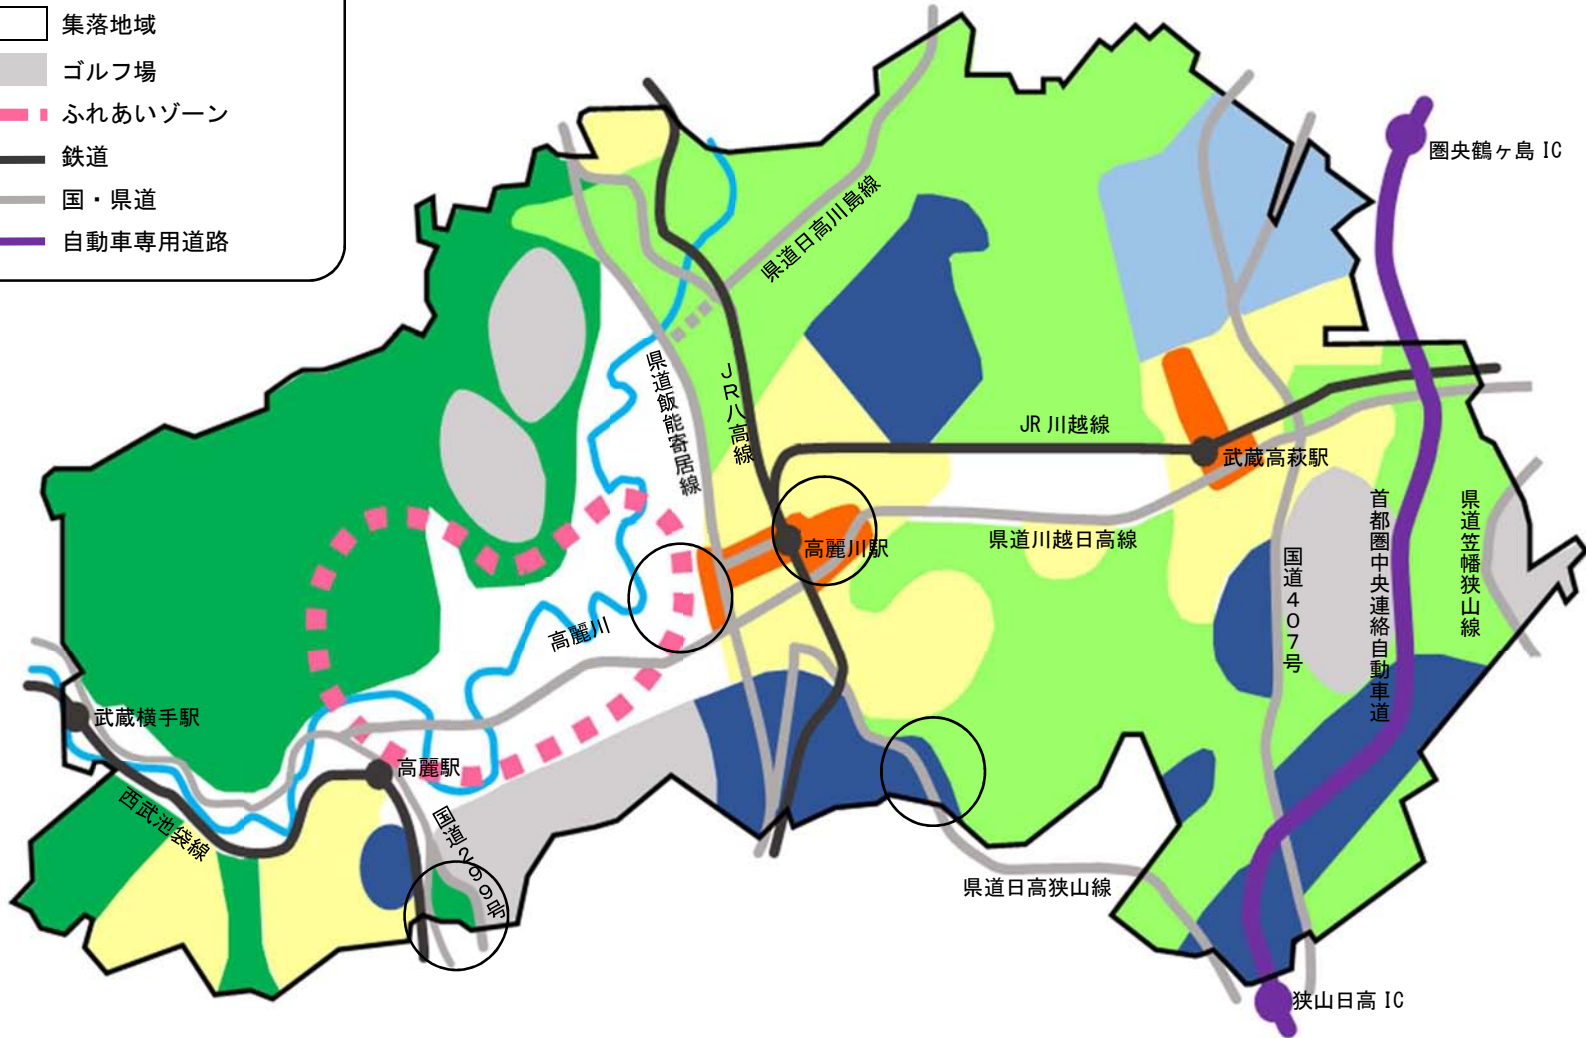 集落地域
ゴルフ場
ふれあいゾーン
鉄道
国・県道
自動車専用道路
圏央鶴ヶ島 IC
県道日高川島線
県道飯能寄居線
ＪＲ八高線
JR 川越線
武蔵高萩駅
高麗川駅
県道川越日高線
首都圏中央連絡自動車道
県道笠幡狭山線
国道４０７号
高麗川
武蔵横手駅
高麗駅
西武池袋線
国道２９９号
県道日高狭山線
狭山日高 IC